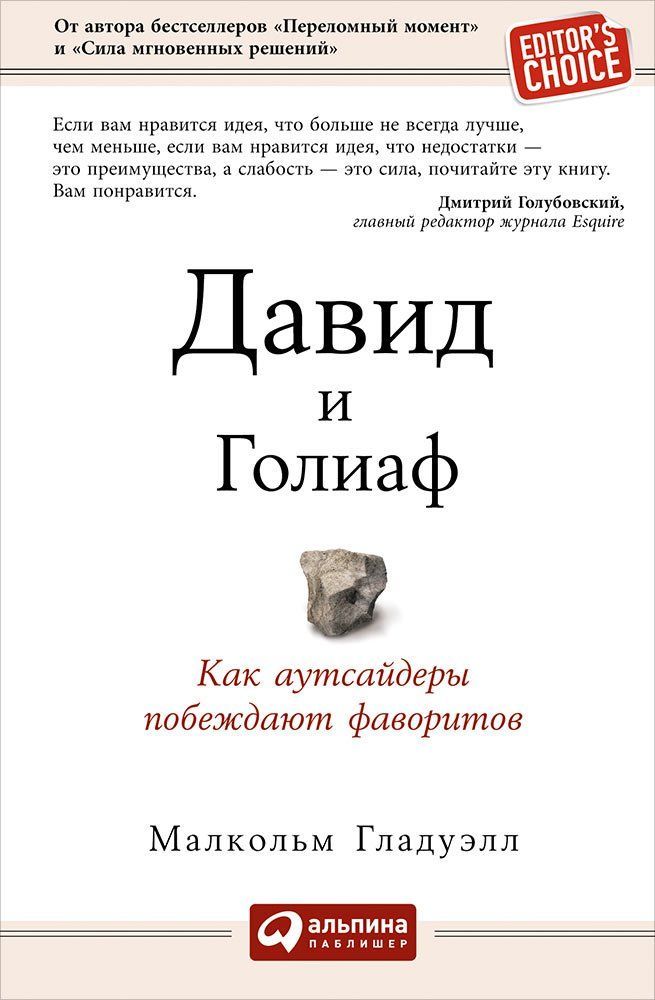 От автора бестселлеров «Переломный момент»
и «Сила мгновенных решений»
EDITOR'S
CHOICE
Если вам нравится идея, что больше не всегда лучше,
чем меньше, если вам нравится идея, что недостатки —
это преимущества, а слабость — это сила, почитайте эту книгу.
Вам понравится.
Дмитрий Голубовский,
главный редактор журнала Esquire
Давид
и
Голиаф
Как аутсайдеры
побеждают фаворитов
Малкольм Гладуэлл
альпина
ПАБЛИШЕР